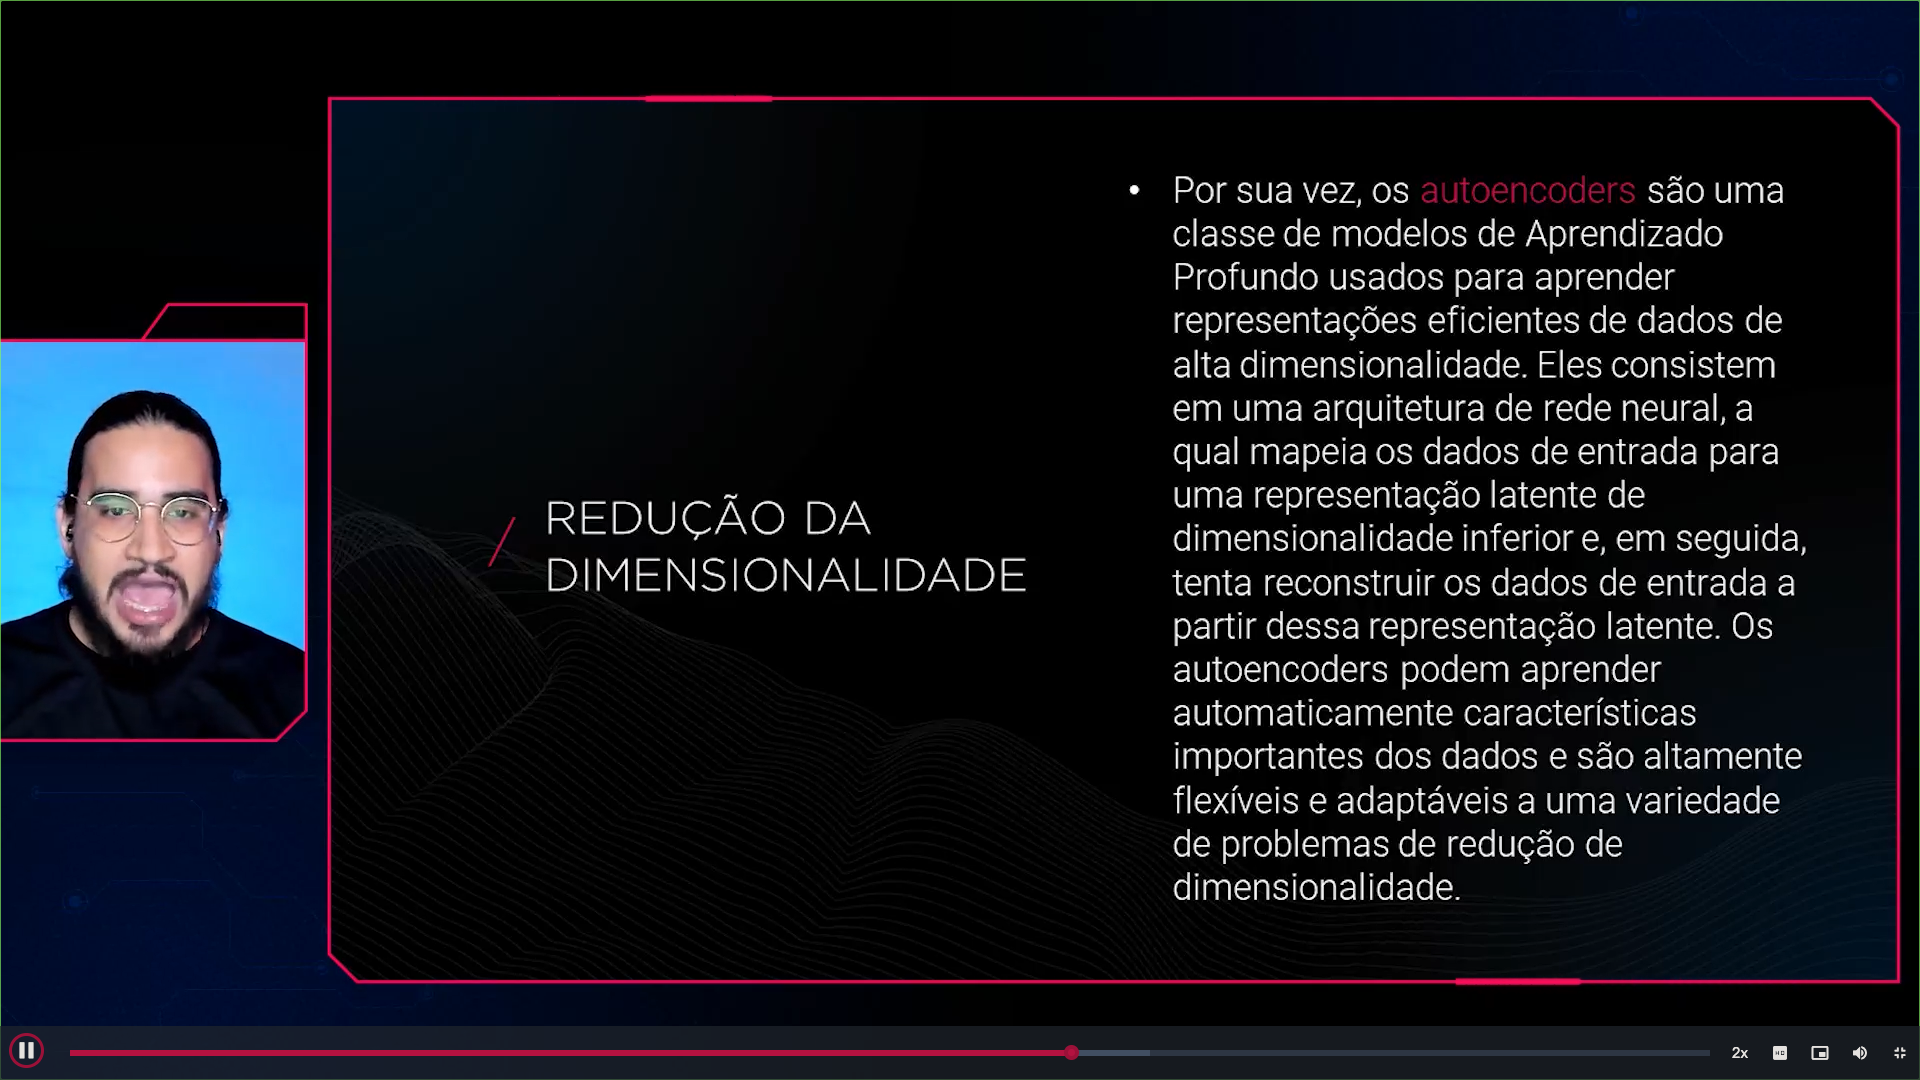 REDUÇÃO DA
DIMENSIONALIDADE
• Por sua vez, os autoencoders são uma
classe de modelos de Aprendizado
Profundo usados para aprender
representações eficientes de dados de
alta dimensionalidade. Eles consistem
em uma arquitetura de rede neural, a
qual mapeia os dados de entrada para
uma representação latente de
dimensionalidade inferior e, em seguida,
tenta reconstruir os dados de entrada a
partir dessa representação latente. Os
autoencoders podem aprender
automaticamente características
importantes dos dados e são altamente
flexíveis e adaptáveis a uma variedade
de problemas de redução de
dimensionalidade.
2x
HD